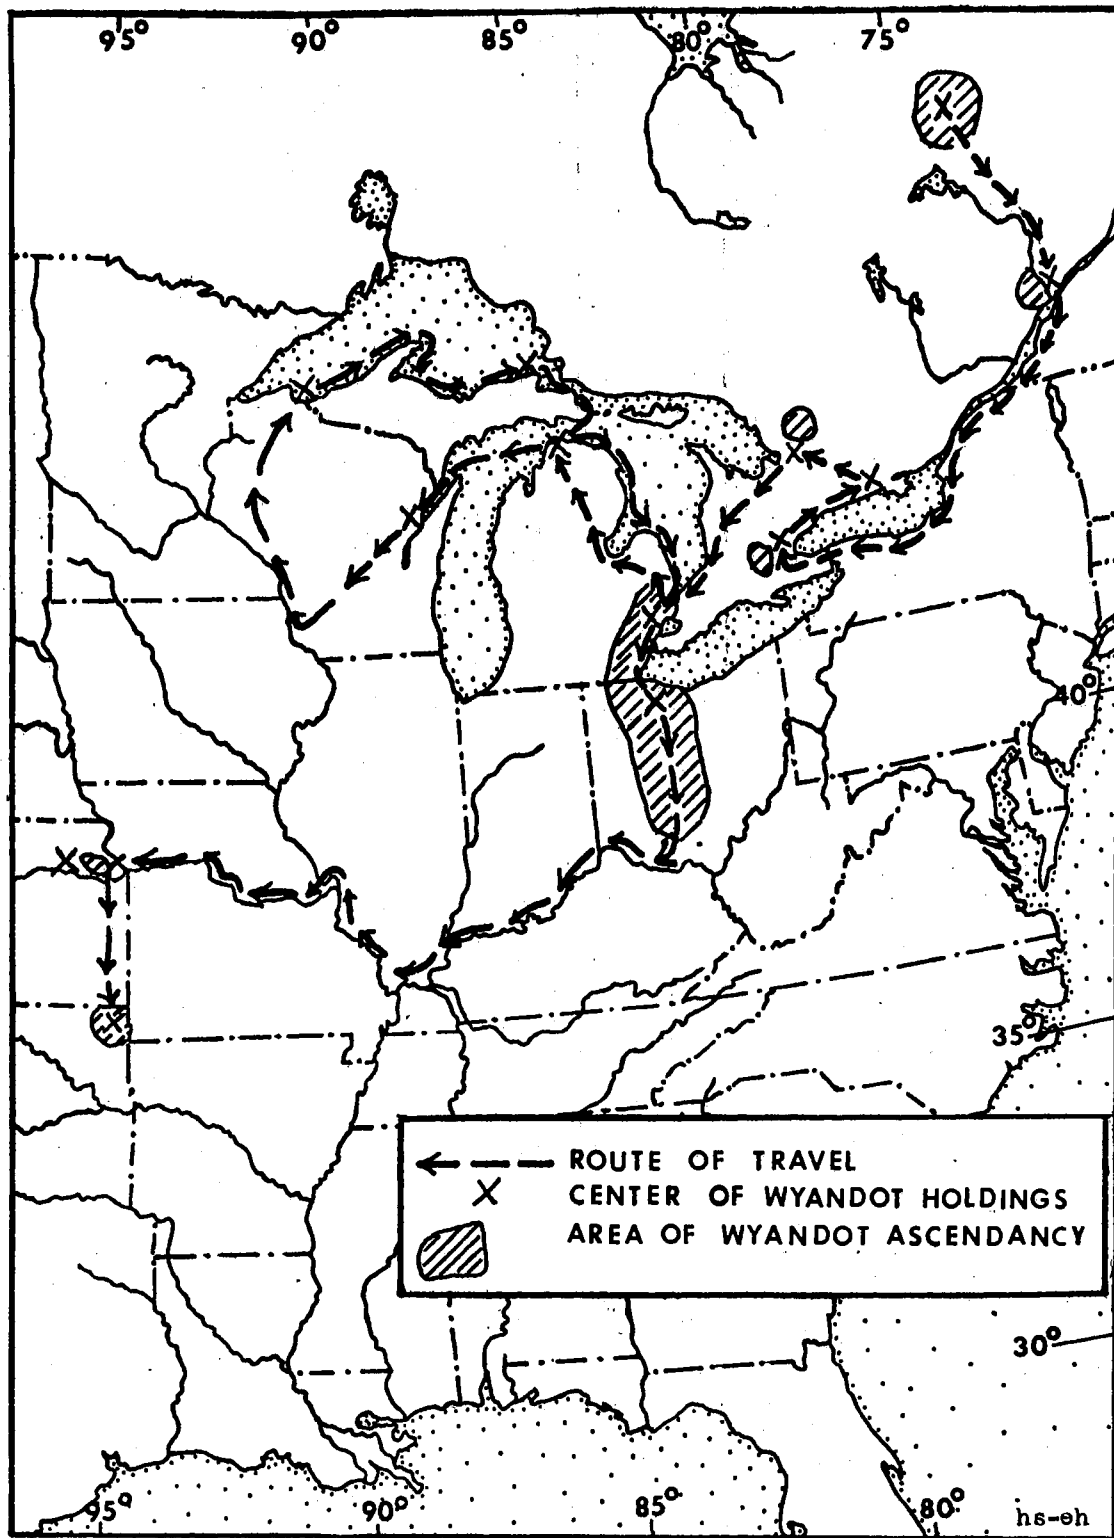 95° 90° 85° 80° 75°
40°
35°
ROUTE OF TRAVEL
CENTER OF WYANDOT HOLDINGS
AREA OF WYANDOT ASCENDANCY
30°
95° 90° 85° 80°
hs-eh